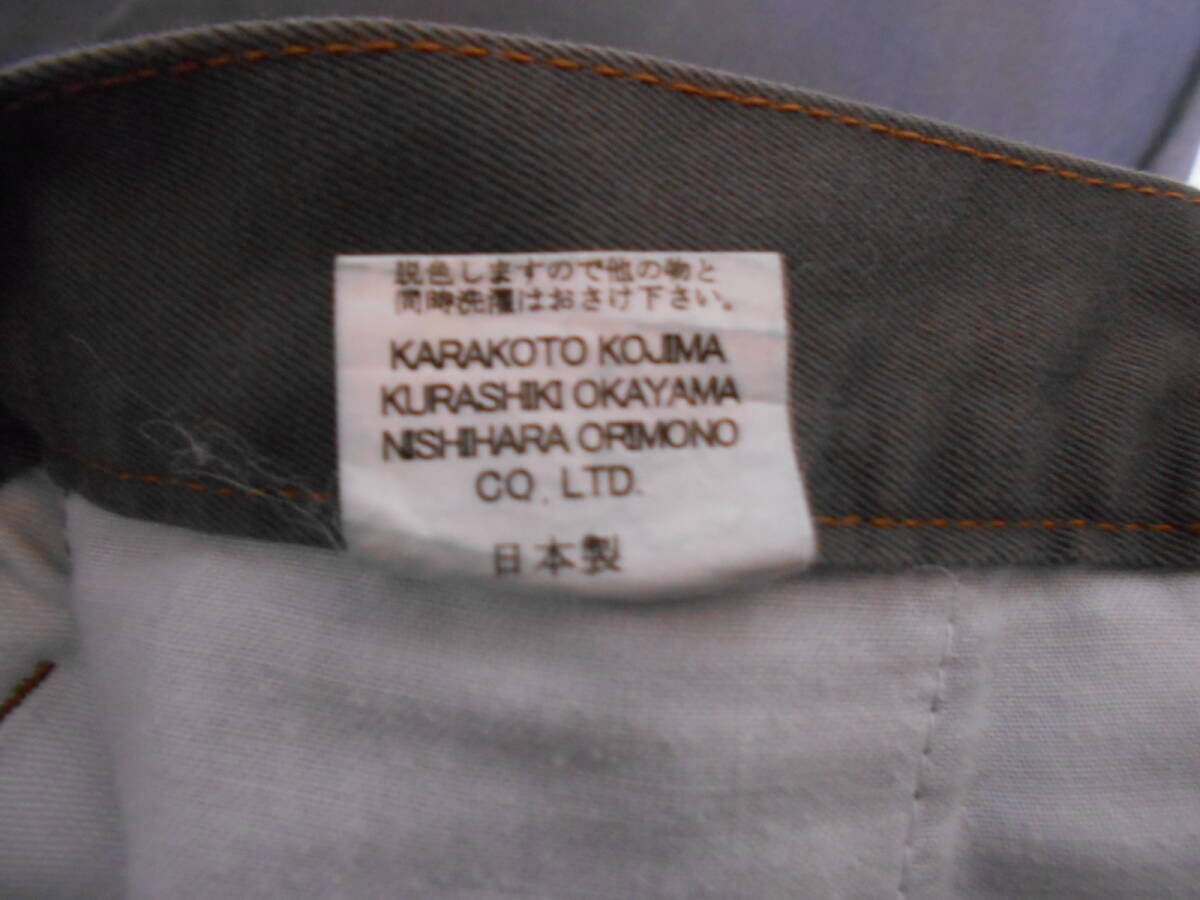 脱色しますので他の物と
同時洗濯はおさけ下さい。
KARAKOTO KOJIMA
KURASHIKI OKAYAMA
NISHIHARA ORIMONO
CO. LTD.
日本製